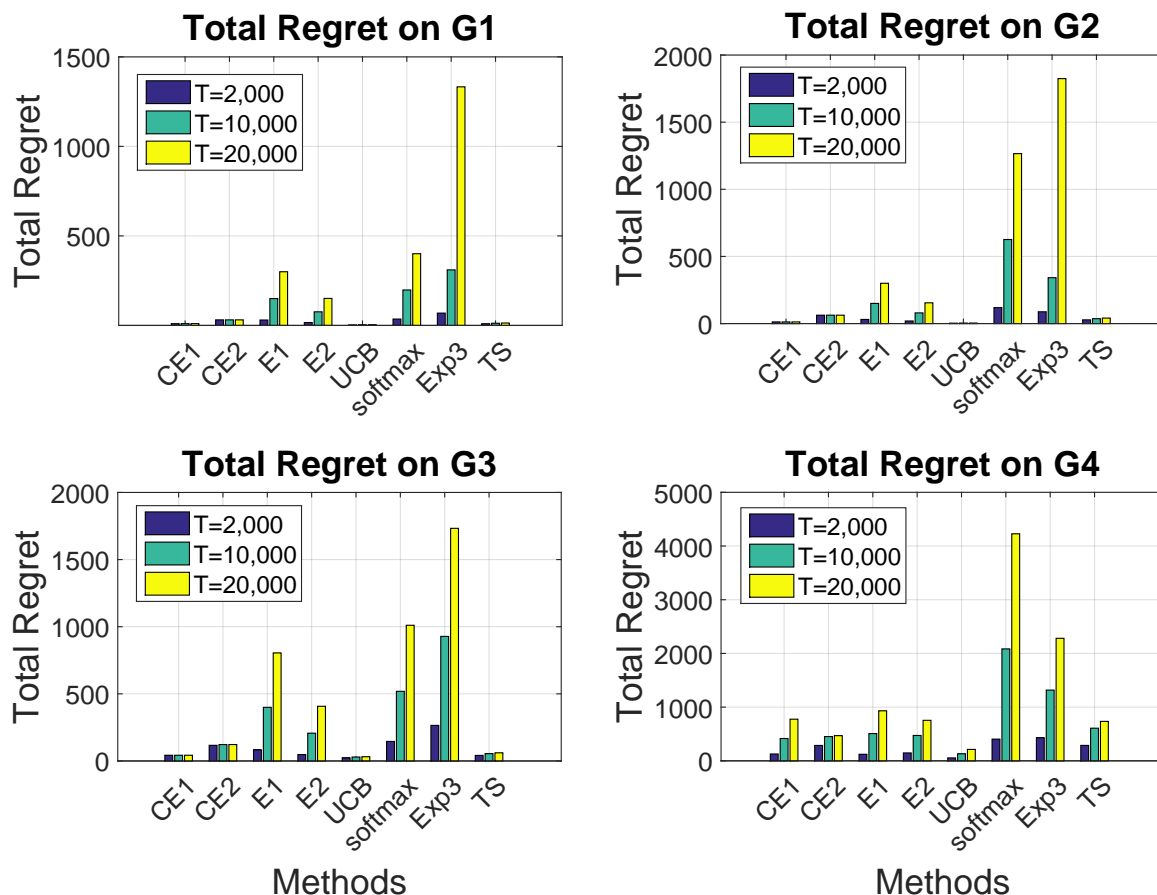 Total Regret on G1
Total Regret
1500
1000
500
T=2,000
T=10,000
T=20,000
CE1
CE2
E1
E2
UCB
softmax
Exp3
TS
Total Regret on G2
Total Regret
2000
1500
1000
500
0
T=2,000
T=10,000
T=20,000
CE1
CE2
E1
E2
UCB
softmax
Exp3
TS
Total Regret on G3
Total Regret
2000
1500
1000
500
0
T=2,000
T=10,000
T=20,000
CE1
CE2
E1
E2
UCB
softmax
Exp3
TS
Methods
Total Regret on G4
Total Regret
5000
4000
3000
2000
1000
0
T=2,000
T=10,000
T=20,000
CE1
CE2
E1
E2
UCB
softmax
Exp3
TS
Methods